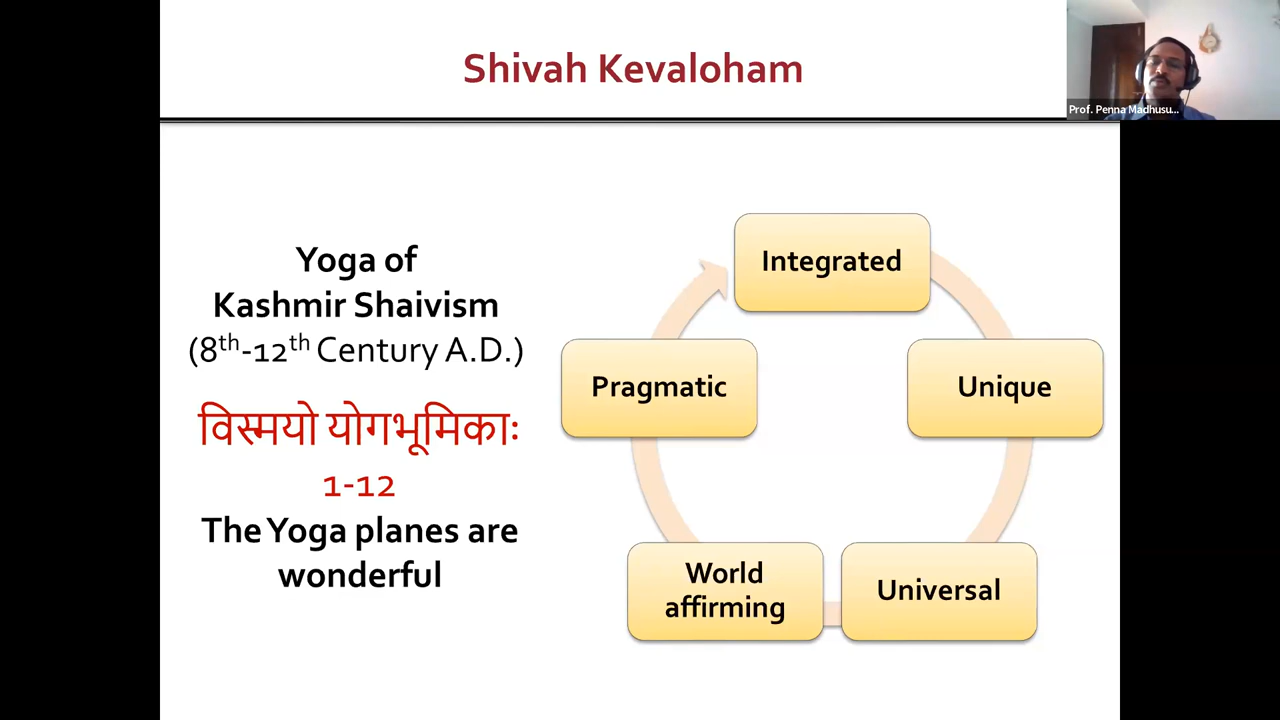 Shivah Kevaloham
Prof. Penna Madhusu...
Yoga of
Kashmir Shaivism
(8th-12th Century A.D.)
विस्मयो योगभूमिकाः
1-12
The Yoga planes are
wonderful
Integrated
Unique
Universal
World
affirming
Pragmatic